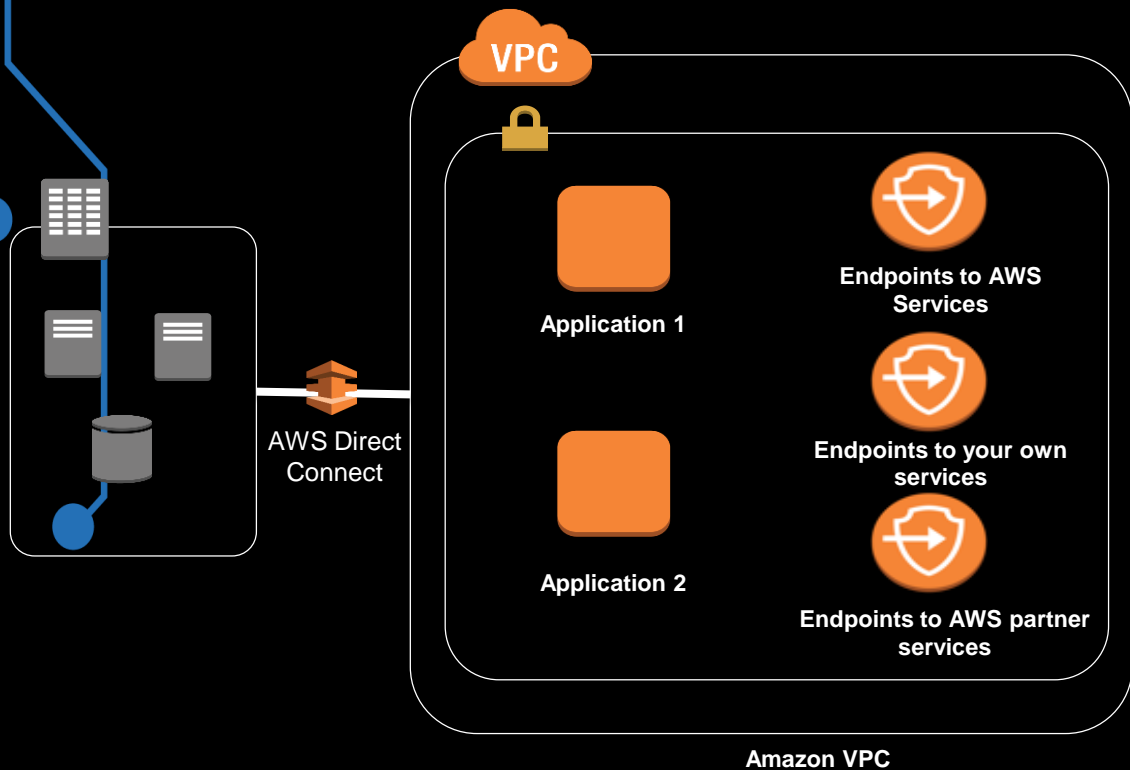 VPC
Endpoints to AWS
Services
Application 1
Endpoints to your own
services
AWS Direct
Connect
Application 2
Endpoints to AWS partner
services
Amazon VPC